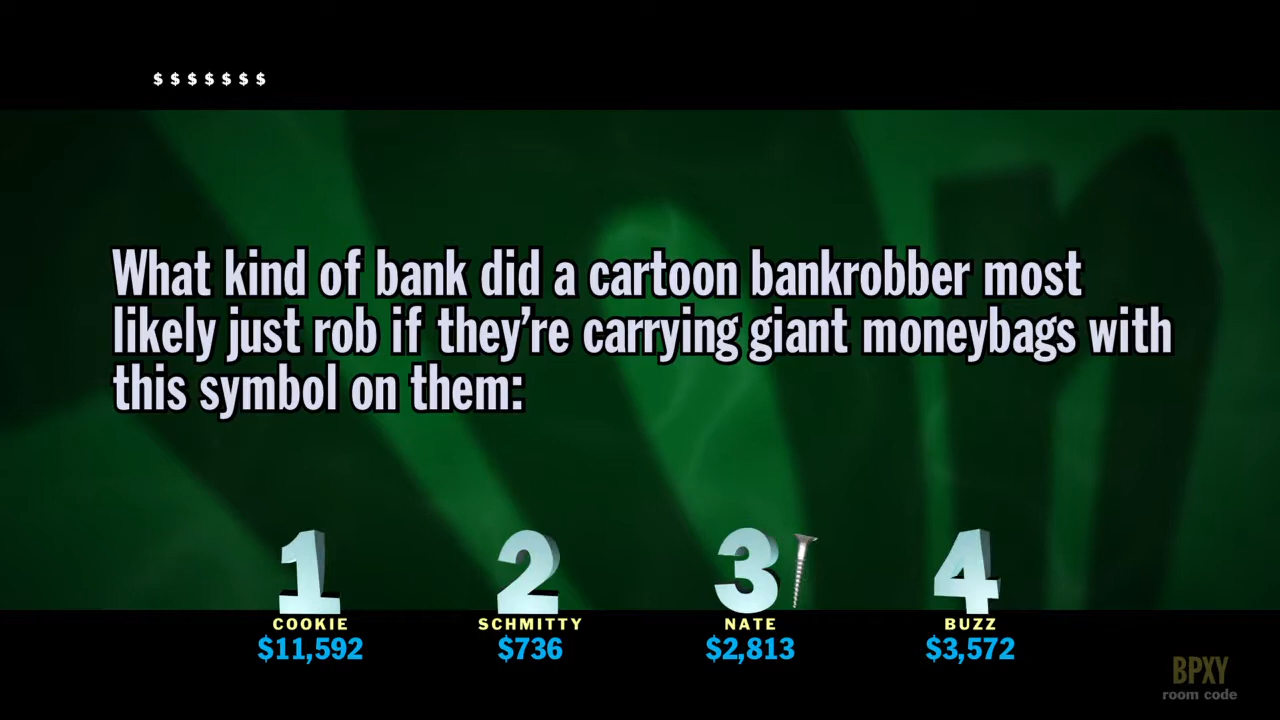 $ $ $ $ $ $ $
What kind of bank did a cartoon bankrobber most
likely just rob if they're carrying giant moneybags with
this symbol on them:
1 2 3 4
COOKIE SCHMITTY NATE BUZZ
$11,592 $736 $2,813 $3,572
BPXY
room code